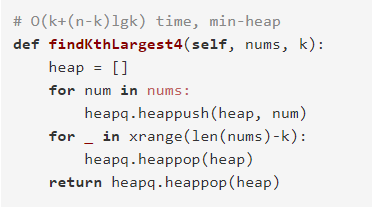 # O(k+(n-k)lgk) time, min-heap
def findKthLargest4(self, nums, k):
    heap = []
    for num in nums:
        heapq.heappush(heap, num)
    for _ in xrange(len(nums)-k):
        heapq.heappop(heap)
    return heapq.heappop(heap)